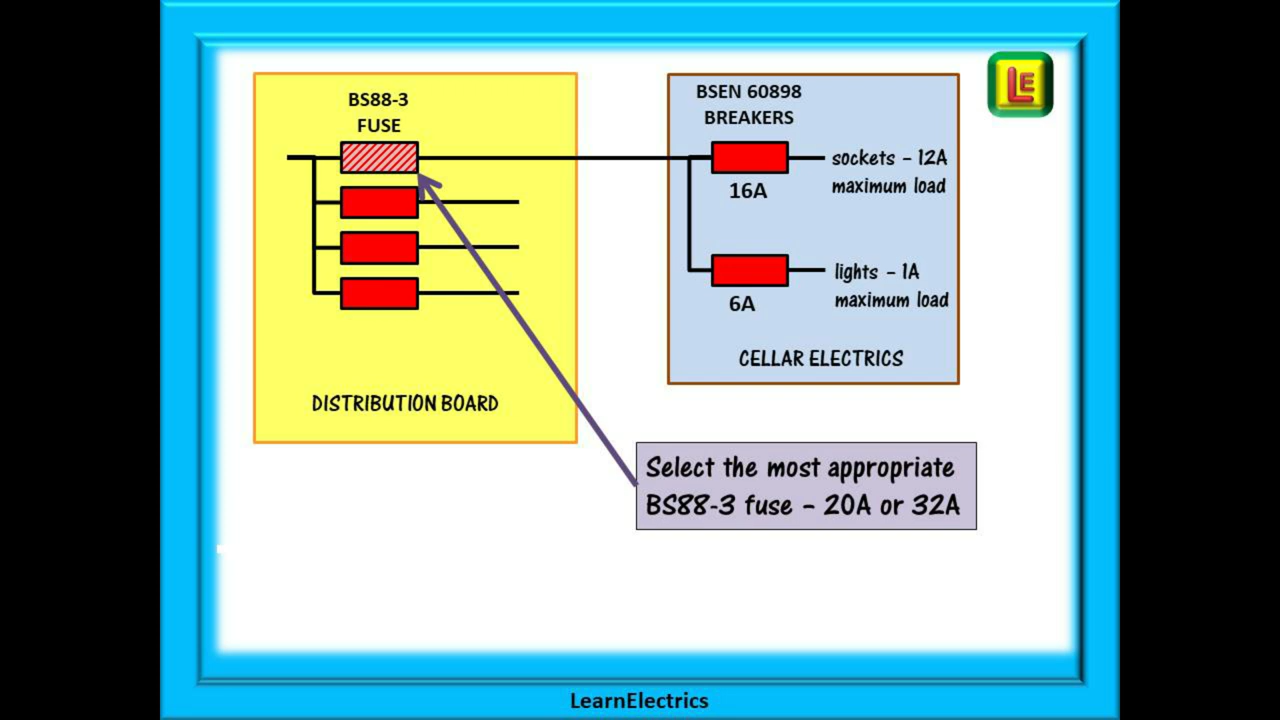 BS88-3
FUSE
DISTRIBUTION BOARD
BSEN 60898
BREAKERS
sockets – 12A
maximum load
16A
lights – 1A
maximum load
6A
CELLAR ELECTRICS
LE
Select the most appropriate
BS88-3 fuse – 20A or 32A
LearnElectrics